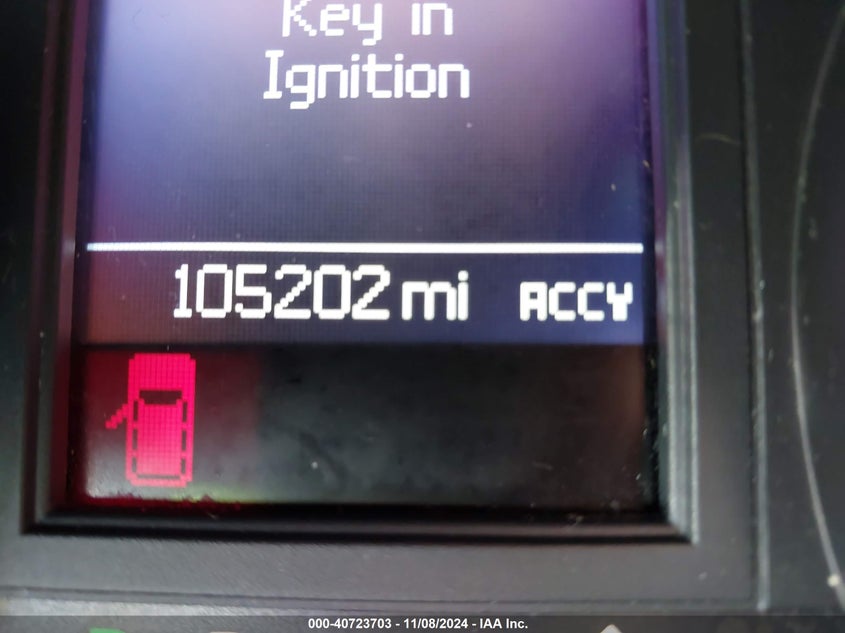 Key in
Ignition
105202 mi ACCY
000-40723703 - 11/08/2024 - IAA Inc.